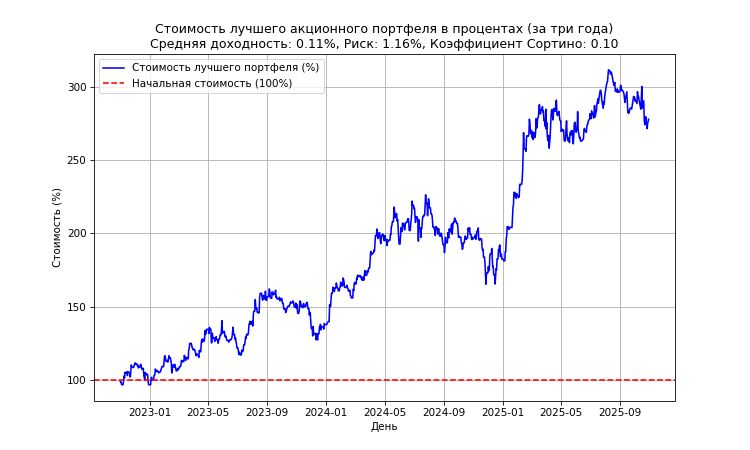 Стоимость лучшего акционного портфеля в процентах (за три года)
Средняя доходность: 0.11%, Риск: 1.16%, Коэффициент Сортино: 0.10
Стоимость лучшего портфеля (%)
Начальная стоимость (100%)
Стоимость (%)
300
250
200
150
100
2023-01 2023-05 2023-09 2024-01 2024-05 2024-09 2025-01 2025-05 2025-09
День